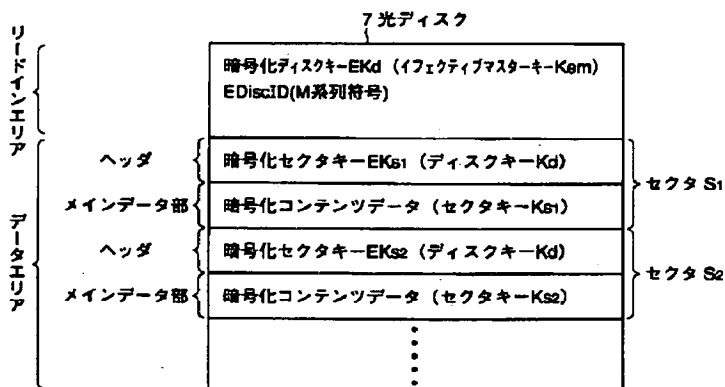 7 光ディスク
リードインエリア
暗号化ディスクキーEKd (イフェクティブマスターキーKem)
EDiscID(M系列符号)
データエリア
ヘッダ
暗号化セクタキーEKS1 (ディスクキーKd)
メインデータ部
暗号化コンテンツデータ (セクタキーKS1)
セクタ S1
ヘッダ
暗号化セクタキーEKS2 (ディスクキーKd)
メインデータ部
暗号化コンテンツデータ (セクタキーKS2)
セクタ S2